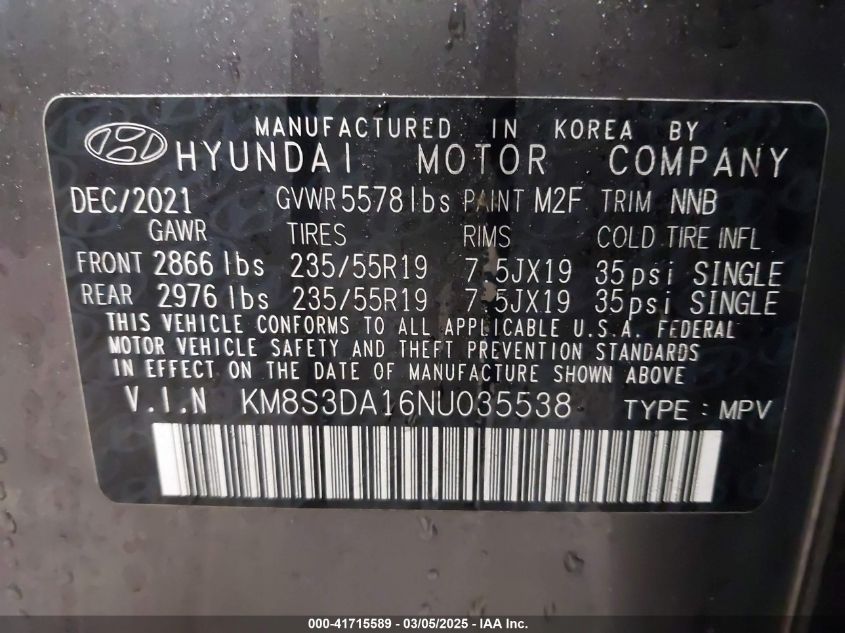 MANUFACTURED IN KOREA BY
HYUNDAI MOTOR COMPANY
DEC/2021 GVWR 5578 lbs PAINT M2F TRIM NNB
GAWR TIRES RIMS COLD TIRE INFL
FRONT 2866 lbs 235/55R19 7.5JX19 35psi SINGLE
REAR 2976 lbs 235/55R19 7.5JX19 35psi SINGLE
THIS VEHICLE CONFORMS TO ALL APPLICABLE U.S.A. FEDERAL
MOTOR VEHICLE SAFETY AND THEFT PREVENTION STANDARDS
IN EFFECT ON THE DATE OF MANUFACTURE SHOWN ABOVE
V.I.N KM8S3DA16NU035538 TYPE : MPV
000-41715589 - 03/05/2025 - IAA Inc.